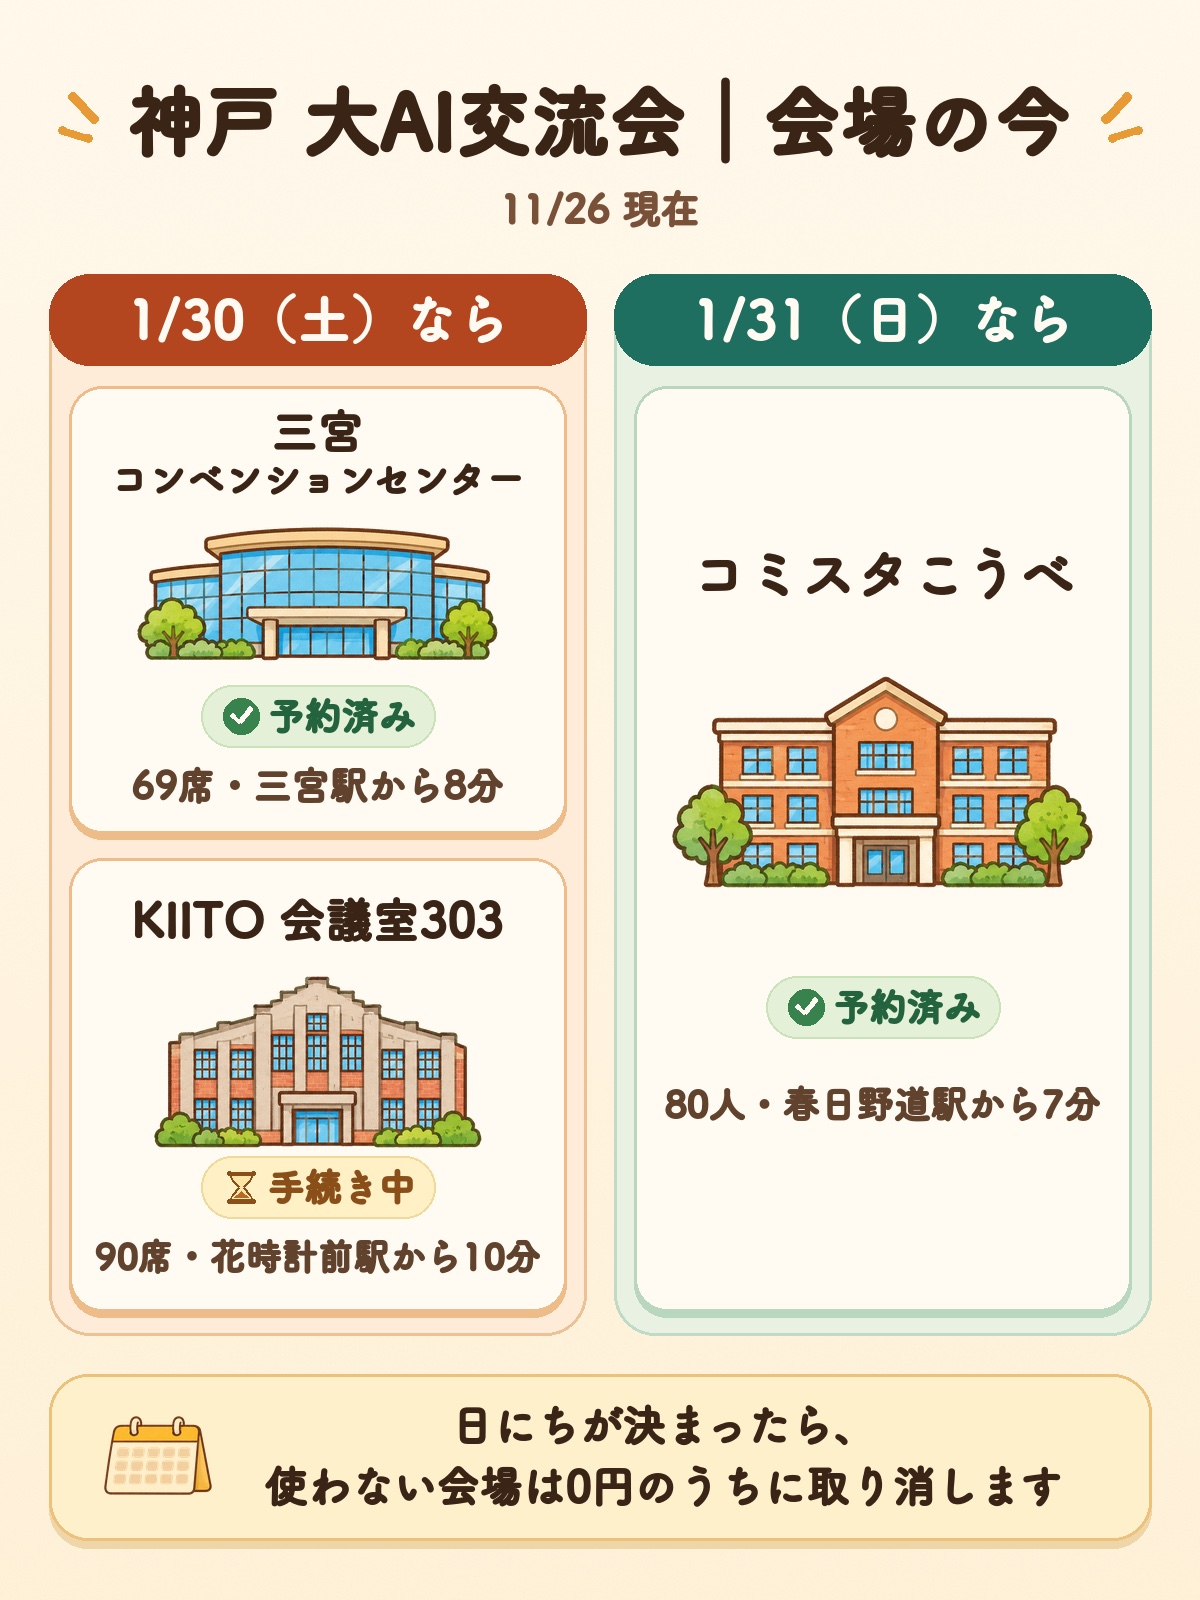 神戸 大AI交流会｜会場の今
11/26 現在
1/30（土）なら
三宮
コンベンションセンター
予約済み
69席・三宮駅から8分
KIITO 会議室303
手続き中
90席・花時計前駅から10分
1/31（日）なら
コミスタこうべ
予約済み
80人・春日野道駅から7分
日にちが決まったら、
使わない会場は0円のうちに取り消します